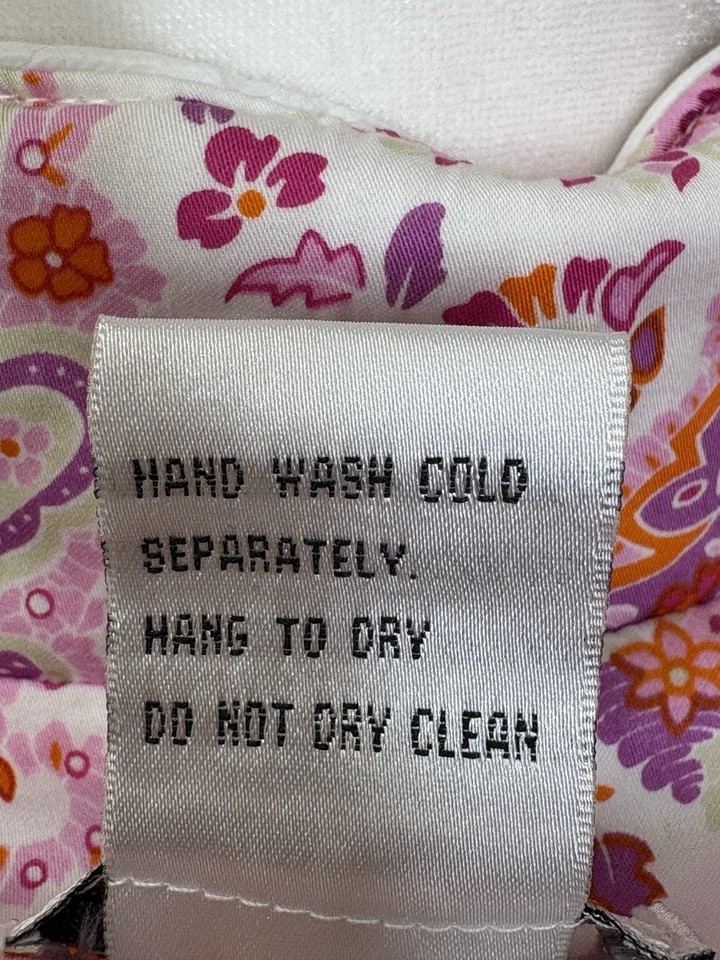 HAND WASH COLD
SEPARATELY.
HANG TO DRY
DO NOT DRY CLEAN